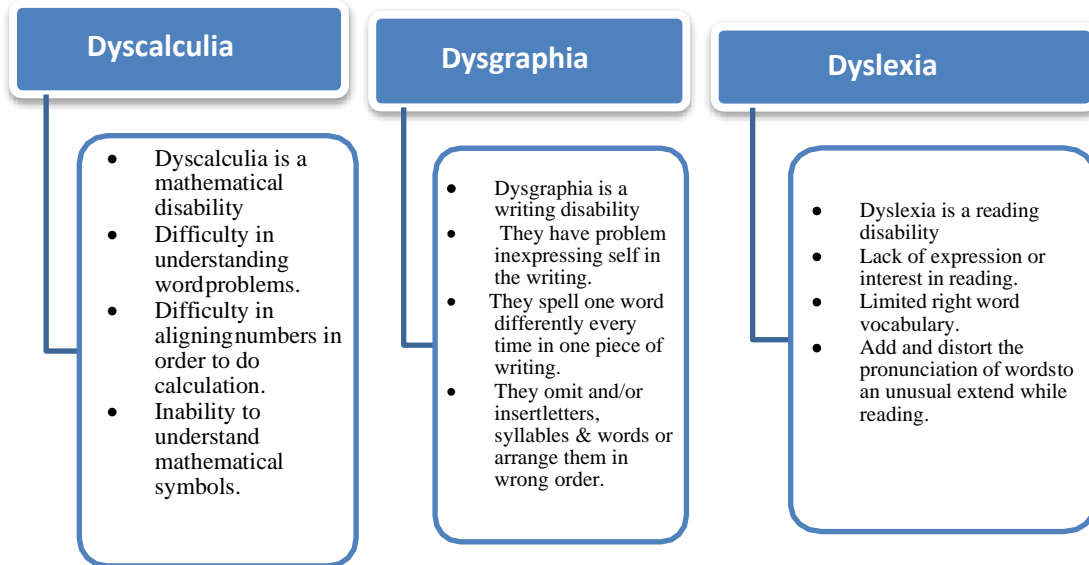 Dyscalculia
• Dyscalculia is a
mathematical
disability
• Difficulty in
understanding
wordproblems.
• Difficulty in
aligningnumbers in
order to do
calculation.
• Inability to
understand
mathematical
symbols.
Dysgraphia
• Dysgraphia is a
writing disability
• They have problem
inexpressing self in
the writing.
• They spell one word
differently every
time in one piece of
writing.
• They omit and/or
insertletters,
syllables & words or
arrange them in
wrong order.
Dyslexia
• Dyslexia is a reading
disability
• Lack of expression or
interest in reading.
• Limited right word
vocabulary.
• Add and distort the
pronunciation of wordsto
an unusual extend while
reading.